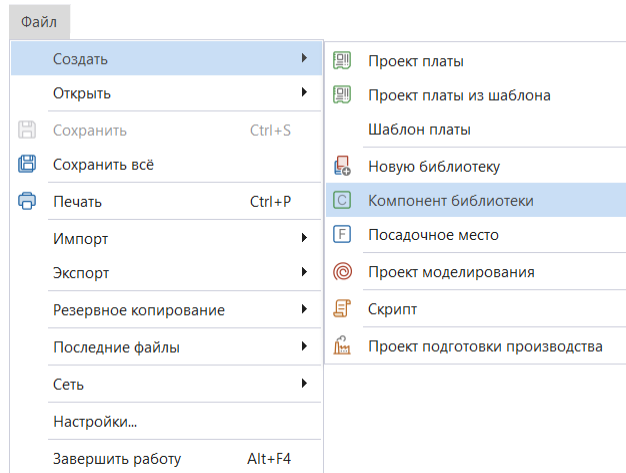 Файл
Создать
Открыть
Сохранить Ctrl+S
Сохранить всё
Печать Ctrl+P
Импорт
Экспорт
Резервное копирование
Последние файлы
Сеть
Настройки...
Завершить работу Alt+F4
Проект платы
Проект платы из шаблона
Шаблон платы
Новую библиотеку
C Компонент библиотеки
F Посадочное место
Проект моделирования
Скрипт
Проект подготовки производства